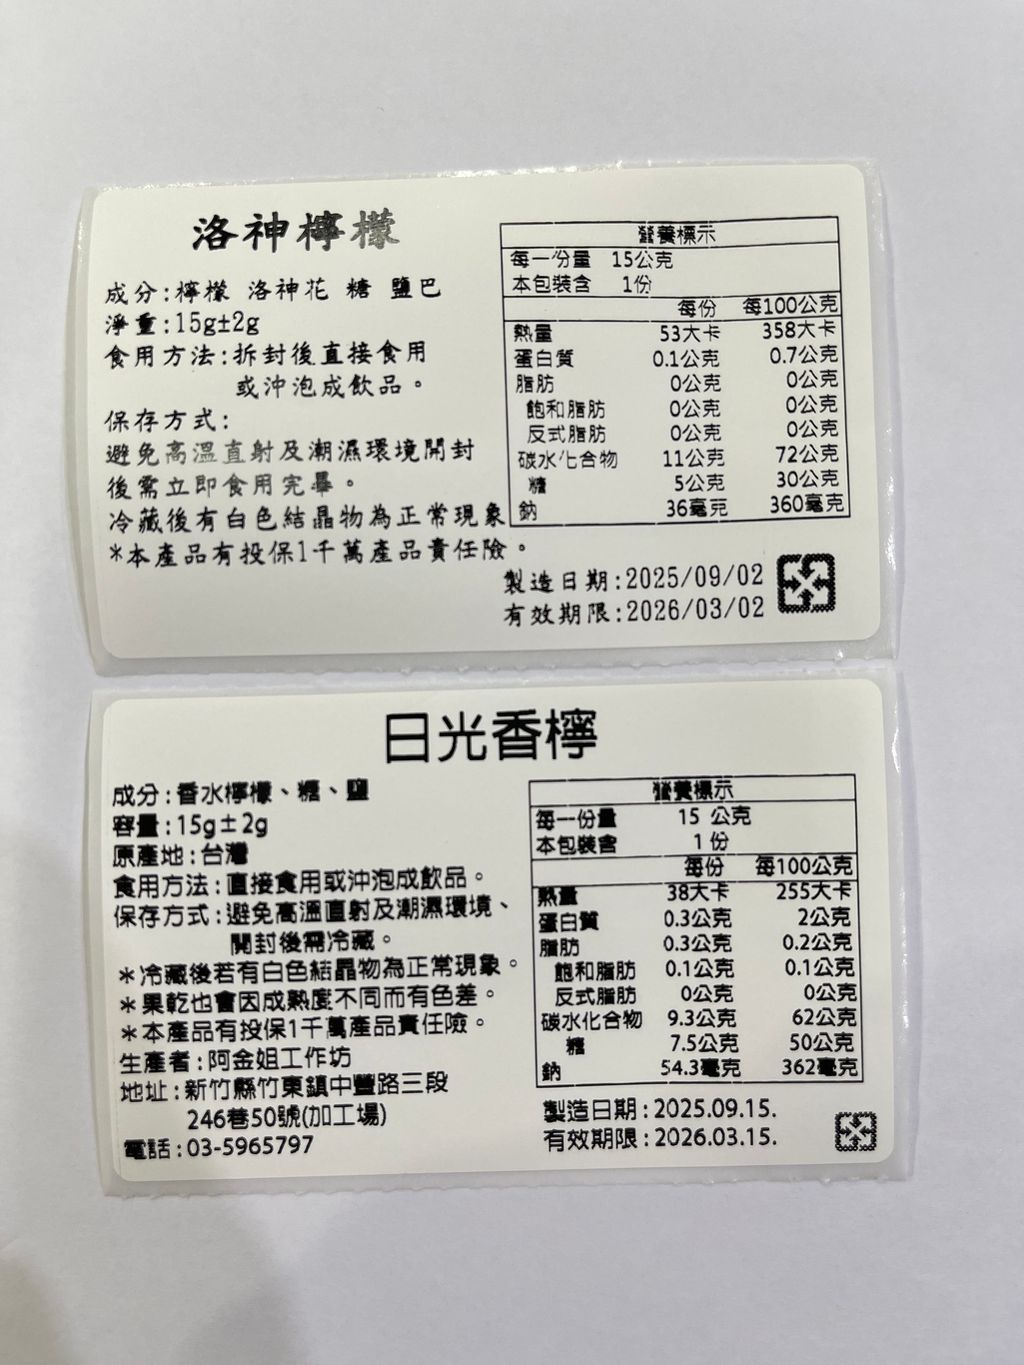 洛神檸檬
成分:檸檬 洛神花 糖 鹽巴
淨重:15g±2g
食用方法:拆封後直接食用
或沖泡成飲品。
保存方式:
避免高溫直射及潮濕環境開封
後需立即食用完畢。
冷藏後有白色結晶物為正常現象
*本產品有投保1千萬產品責任險。
營養標示
每一份量 15公克
本包裝含 1份
每份 每100公克
熱量 53大卡 358大卡
蛋白質 0.1公克 0.7公克
脂肪 0公克 0公克
飽和脂肪 0公克 0公克
反式脂肪 0公克 0公克
碳水化合物 11公克 72公克
糖 5公克 30公克
鈉 36毫克 360毫克
製造日期:2025/09/02
有效期限:2026/03/02
日光香檸
成分:香水檸檬、糖、鹽
容量:15g±2g
原產地:台灣
食用方法:直接食用或沖泡成飲品。
保存方式:避免高溫直射及潮濕環境、
開封後需冷藏。
*冷藏後若有白色結晶物為正常現象。
*果乾也會因成熟度不同而有色差。
*本產品有投保1千萬產品責任險。
生產者:阿金姐工作坊
地址:新竹縣竹東鎮中豐路三段
246巷50號(加工場)
電話:03-5965797
營養標示
每一份量 15 公克
本包裝含 1 份
每份 每100公克
熱量 38大卡 255大卡
蛋白質 0.3公克 2公克
脂肪 0.3公克 0.2公克
飽和脂肪 0.1公克 0.1公克
反式脂肪 0公克 0公克
碳水化合物 9.3公克 62公克
糖 7.5公克 50公克
鈉 54.3毫克 362毫克
製造日期:2025.09.15.
有效期限:2026.03.15.